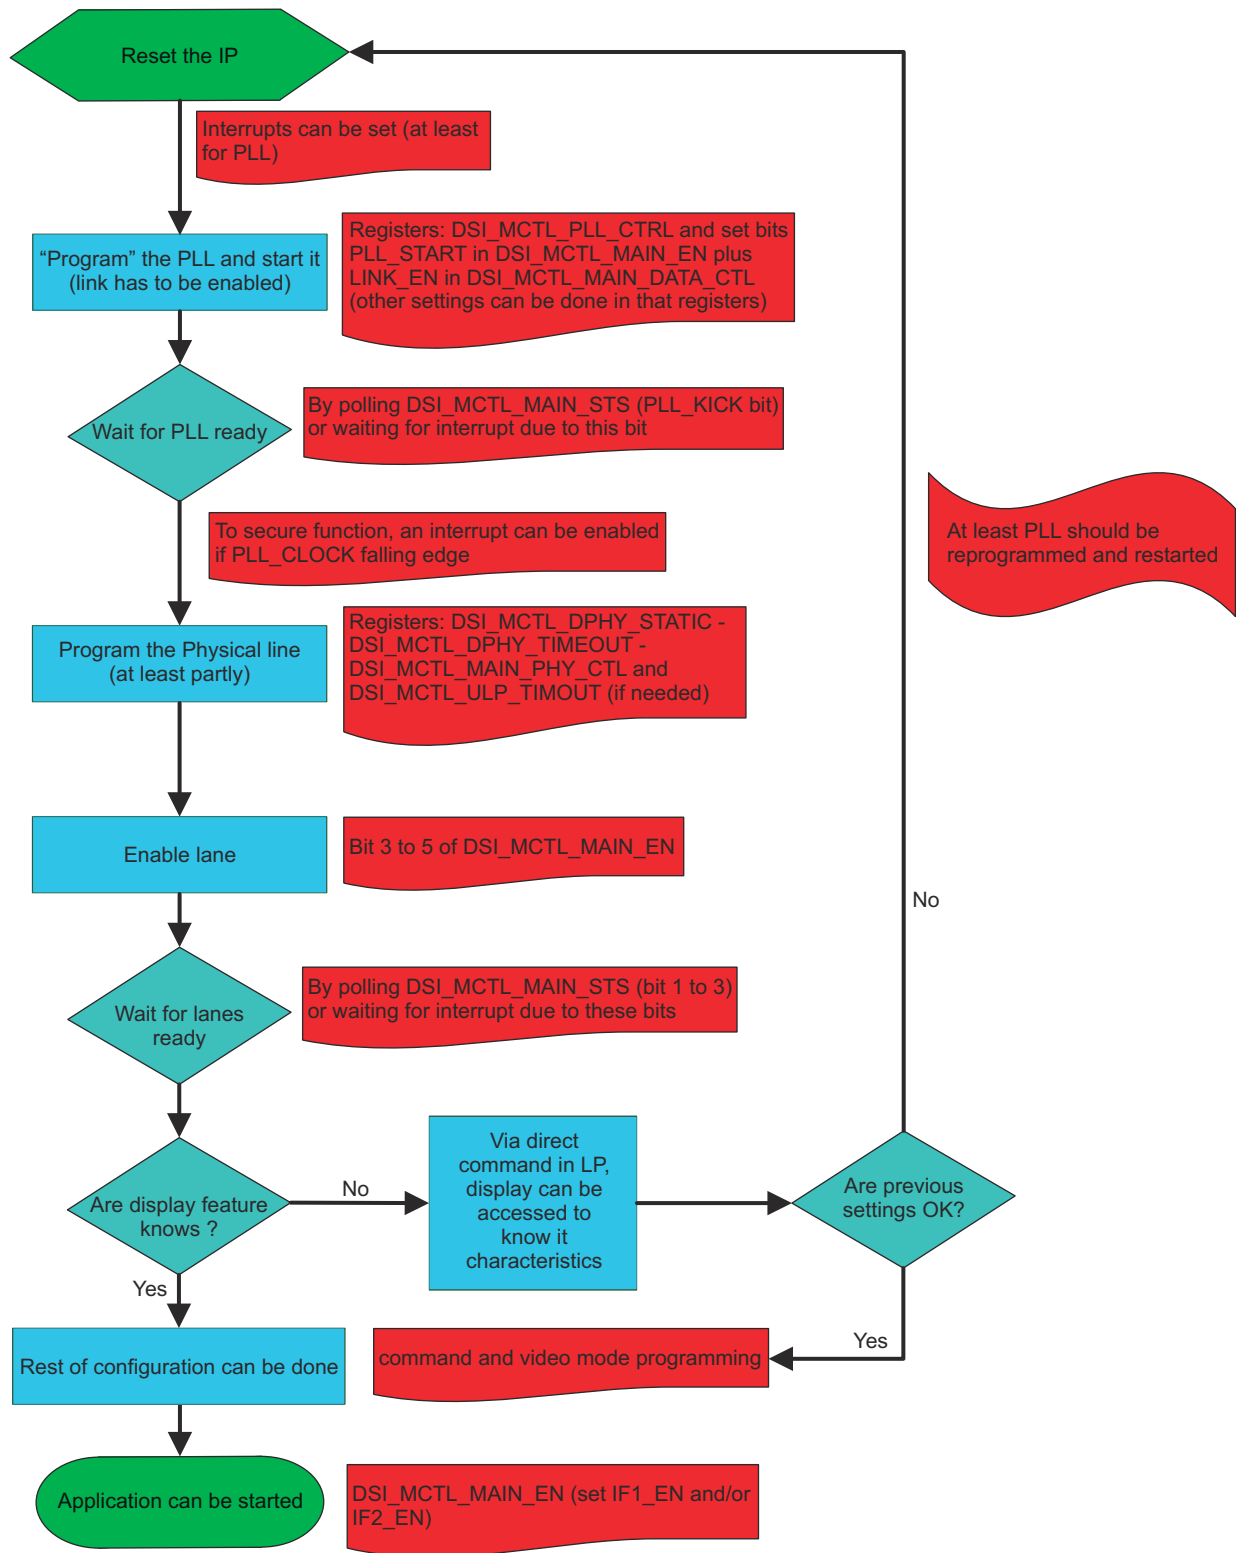 Reset the IP
Interrupts can be set (at least
for PLL)
“Program” the PLL and start it
(link has to be enabled)
Registers: DSI_MCTL_PLL_CTRL and set bits
PLL_START in DSI_MCTL_MAIN_EN plus
LINK_EN in DSI_MCTL_MAIN_DATA_CTL
(other settings can be done in that registers)
Wait for PLL ready
By polling DSI_MCTL_MAIN_STS (PLL_KICK bit)
or waiting for interrupt due to this bit
To secure function, an interrupt can be enabled
if PLL_CLOCK falling edge
At least PLL should be
reprogrammed and restarted
Program the Physical line
(at least partly)
Registers: DSI_MCTL_DPHY_STATIC -
DSI_MCTL_DPHY_TIMEOUT -
DSI_MCTL_MAIN_PHY_CTL and
DSI_MCTL_ULP_TIMOUT (if needed)
Enable lane
Bit 3 to 5 of DSI_MCTL_MAIN_EN
No
Wait for lanes
ready
By polling DSI_MCTL_MAIN_STS (bit 1 to 3)
or waiting for interrupt due to these bits
Are display feature
knows ?
No
Via direct
command in LP,
display can be
accessed to
know it
characteristics
Are previous
settings OK?
Yes
Yes
Rest of configuration can be done
command and video mode programming
Application can be started
DSI_MCTL_MAIN_EN (set IF1_EN and/or
IF2_EN)